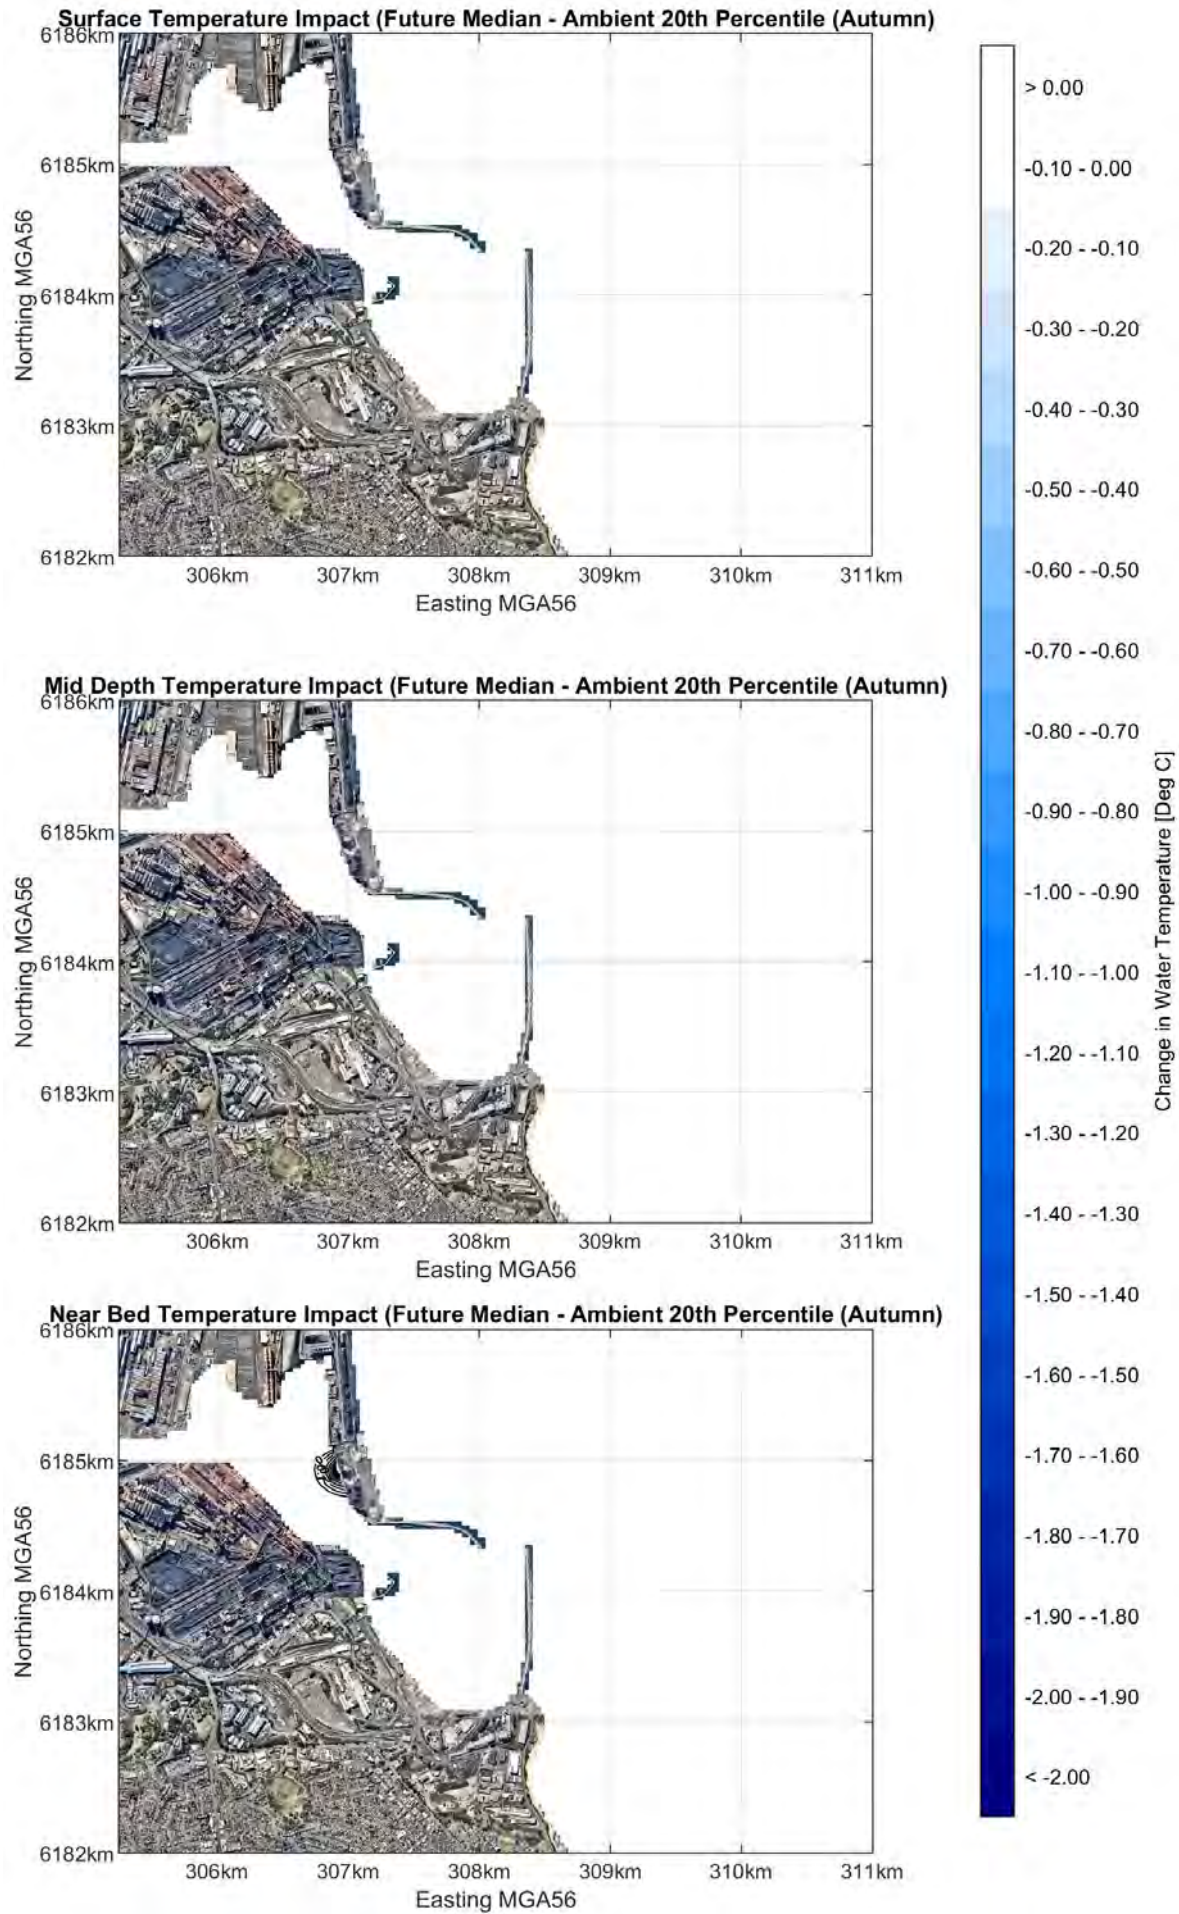 Surface Temperature Impact (Future Median - Ambient 20th Percentile (Autumn)
6186km
6185km
6184km
6183km
6182km
Northing MGA56
306km 307km 308km 309km 310km 311km
Easting MGA56
Mid Depth Temperature Impact (Future Median - Ambient 20th Percentile (Autumn)
6186km
6185km
6184km
6183km
6182km
Northing MGA56
306km 307km 308km 309km 310km 311km
Easting MGA56
Near Bed Temperature Impact (Future Median - Ambient 20th Percentile (Autumn)
6186km
6185km
6184km
6183km
6182km
Northing MGA56
306km 307km 308km 309km 310km 311km
Easting MGA56
> 0.00
-0.10 - 0.00
-0.20 - -0.10
-0.30 - -0.20
-0.40 - -0.30
-0.50 - -0.40
-0.60 - -0.50
-0.70 - -0.60
-0.80 - -0.70
-0.90 - -0.80
-1.00 - -0.90
-1.10 - -1.00
-1.20 - -1.10
-1.30 - -1.20
-1.40 - -1.30
-1.50 - -1.40
-1.60 - -1.50
-1.70 - -1.60
-1.80 - -1.70
-1.90 - -1.80
-2.00 - -1.90
< -2.00
Change in Water Temperature [Deg C]